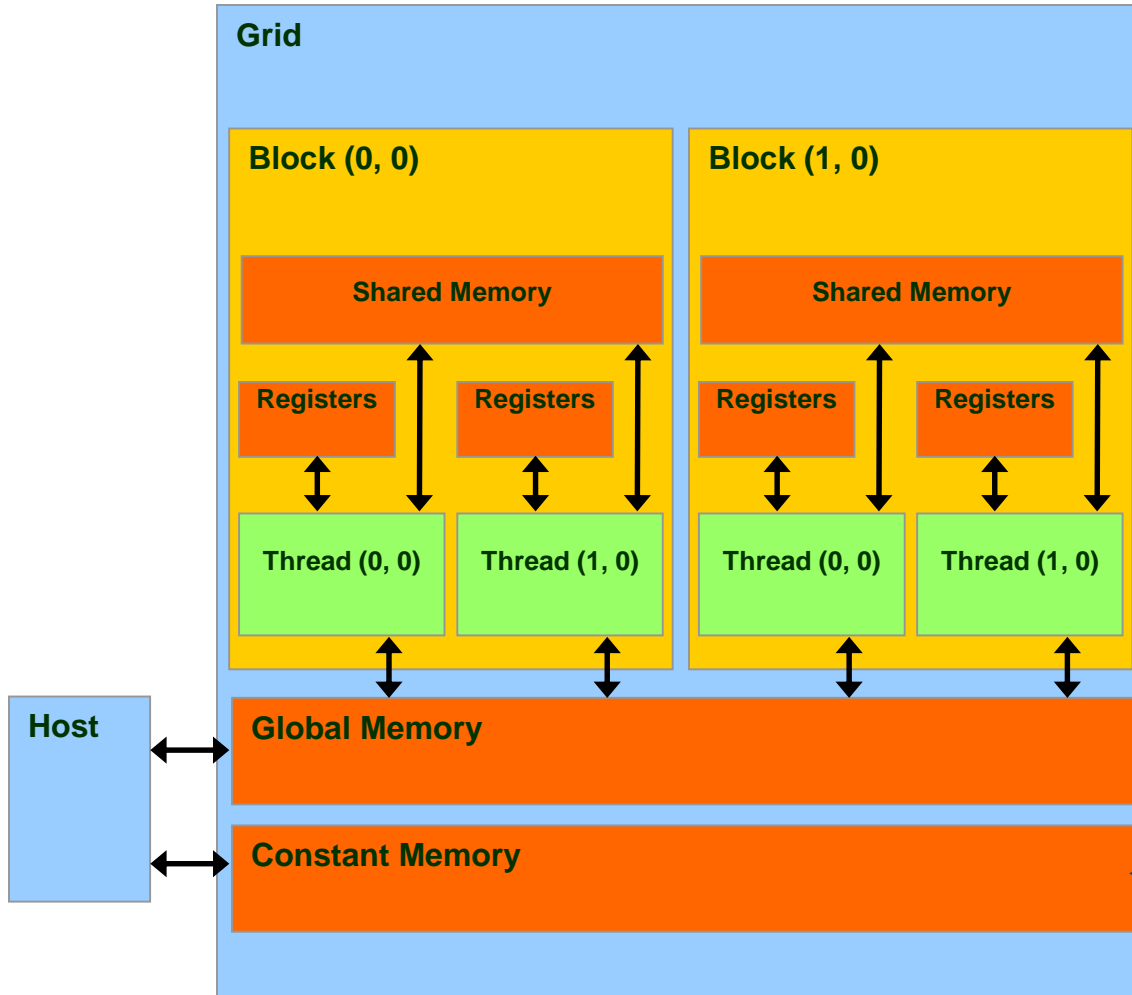 Grid
Block (0, 0)
Block (1, 0)
Shared Memory
Shared Memory
Registers
Registers
Registers
Registers
Thread (0, 0)
Thread (1, 0)
Thread (0, 0)
Thread (1, 0)
Host
Global Memory
Constant Memory